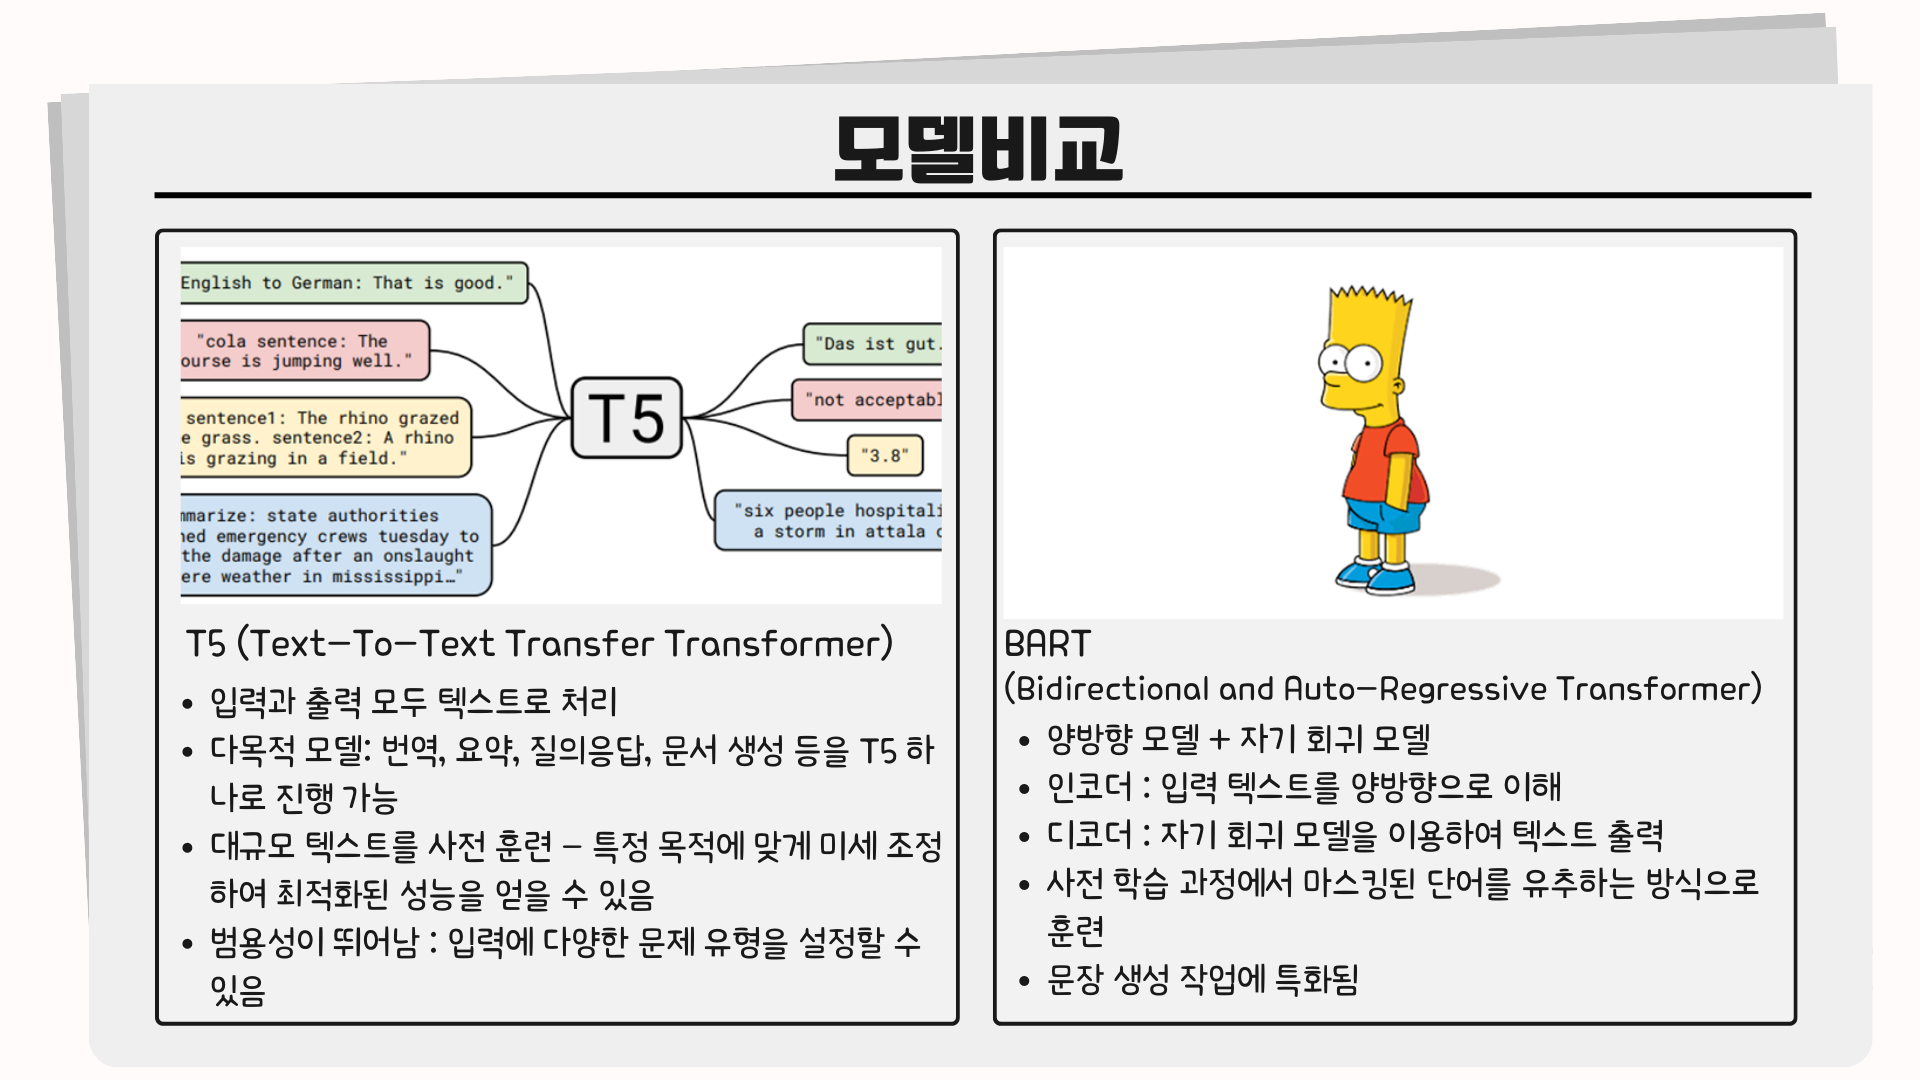 모델비교
English to German: That is good."
"cola sentence: The
ourse is jumping well."
sentence1: The rhino grazed
e grass. sentence2: A rhino
is grazing in a field."
mmarize: state authorities
hed emergency crews tuesday to
the damage after an onslaught
ere weather in mississippi…"
T5
"Das ist gut.
"not acceptabl
"3.8"
"six people hospitali
a storm in attala c
T5 (Text-To-Text Transfer Transformer)
• 입력과 출력 모두 텍스트로 처리
• 다목적 모델: 번역, 요약, 질의응답, 문서 생성 등을 T5 하
나로 진행 가능
• 대규모 텍스트를 사전 훈련 - 특정 목적에 맞게 미세 조정
하여 최적화된 성능을 얻을 수 있음
• 범용성이 뛰어남 : 입력에 다양한 문제 유형을 설정할 수
있음
BART
(Bidirectional and Auto-Regressive Transformer)
• 양방향 모델 + 자기 회귀 모델
• 인코더 : 입력 텍스트를 양방향으로 이해
• 디코더 : 자기 회귀 모델을 이용하여 텍스트 출력
• 사전 학습 과정에서 마스킹된 단어를 유추하는 방식으로
훈련
• 문장 생성 작업에 특화됨